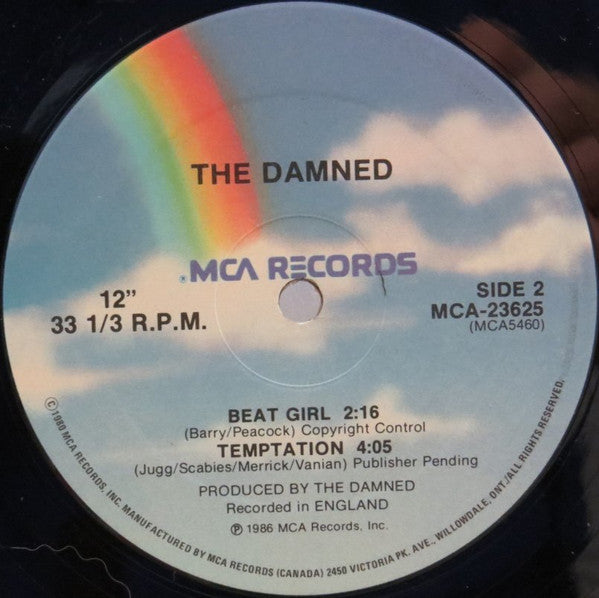 THE DAMNED
® MCA RECORDS
12"
33 1/3 R.P.M.
SIDE 2
MCA-23625
(MCA5460)
BEAT GIRL 2:16
(Barry/Peacock) Copyright Control
TEMPTATION 4:05
(Jugg/Scabies/Merrick/Vanian) Publisher Pending
PRODUCED BY THE DAMNED
Recorded in ENGLAND
℗ 1986 MCA Records, Inc.
©1980 MCA RECORDS, INC. MANUFACTURED BY MCA RECORDS (CANADA) 2450 VICTORIA PK. AVE., WILLOWDALE, ONT./ALL RIGHTS RESERVED.